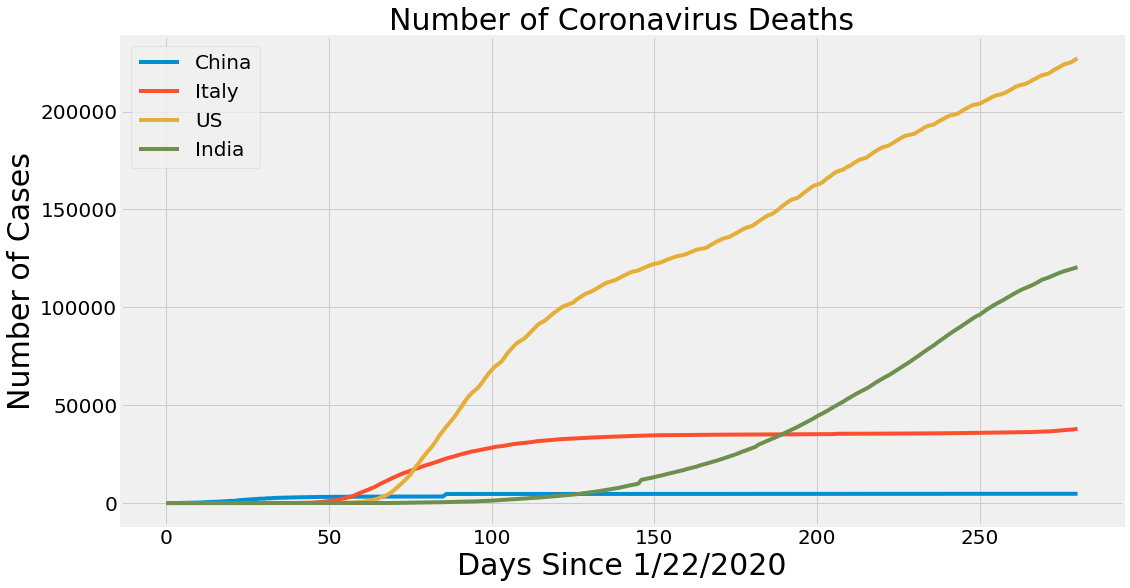 Number of Coronavirus Deaths
China
Italy
US
India
Number of Cases
200000
150000
100000
50000
0
0 50 100 150 200 250
Days Since 1/22/2020